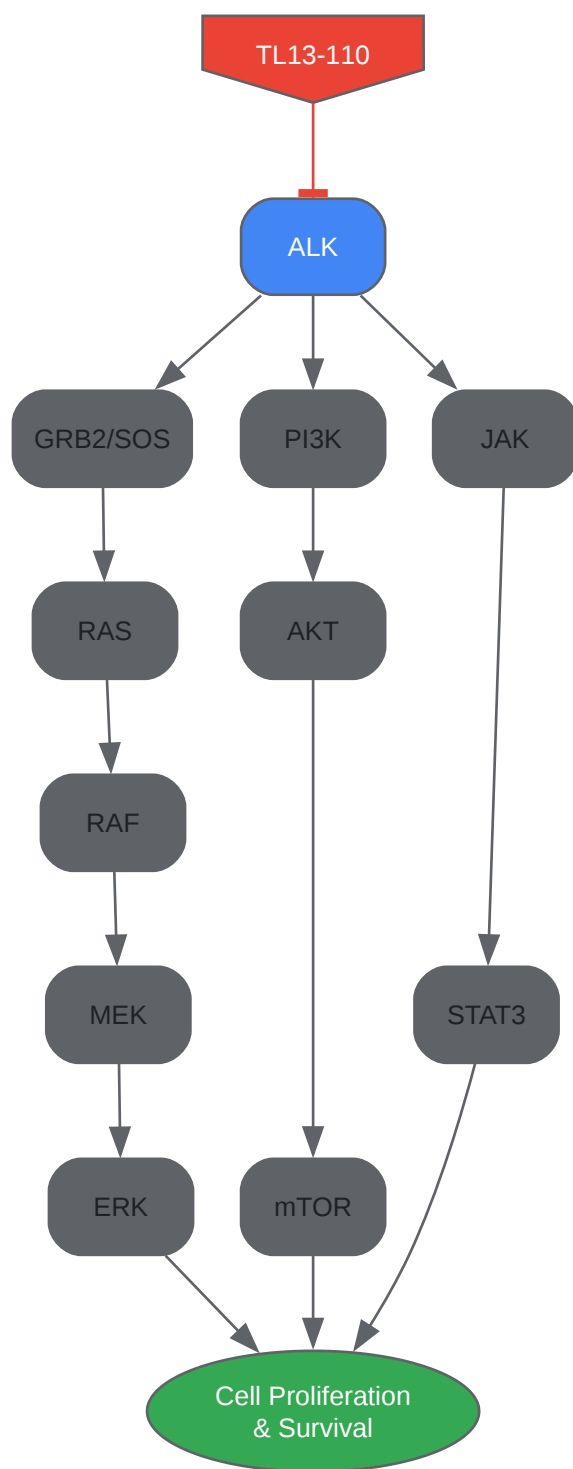 TL13-110
ALK
GRB2/SOS
PI3K
JAK
RAS
AKT
RAF
MEK
STAT3
ERK
mTOR
Cell Proliferation
& Survival